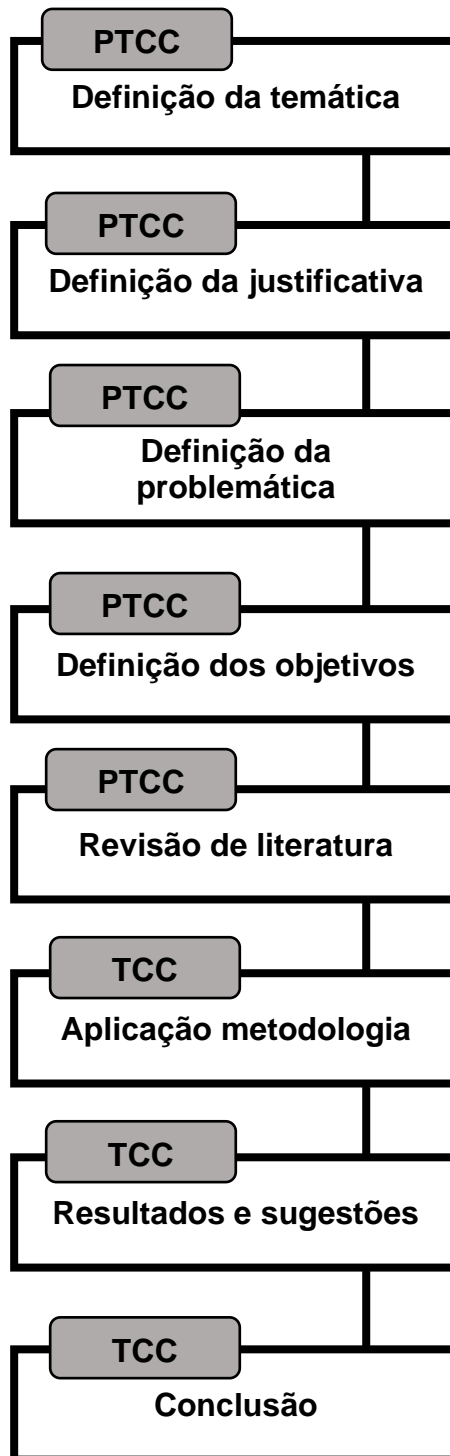 PTCC
Definição da temática
PTCC
Definição da justificativa
PTCC
Definição da
problemática
PTCC
Definição dos objetivos
PTCC
Revisão de literatura
TCC
Aplicação metodologia
TCC
Resultados e sugestões
TCC
Conclusão